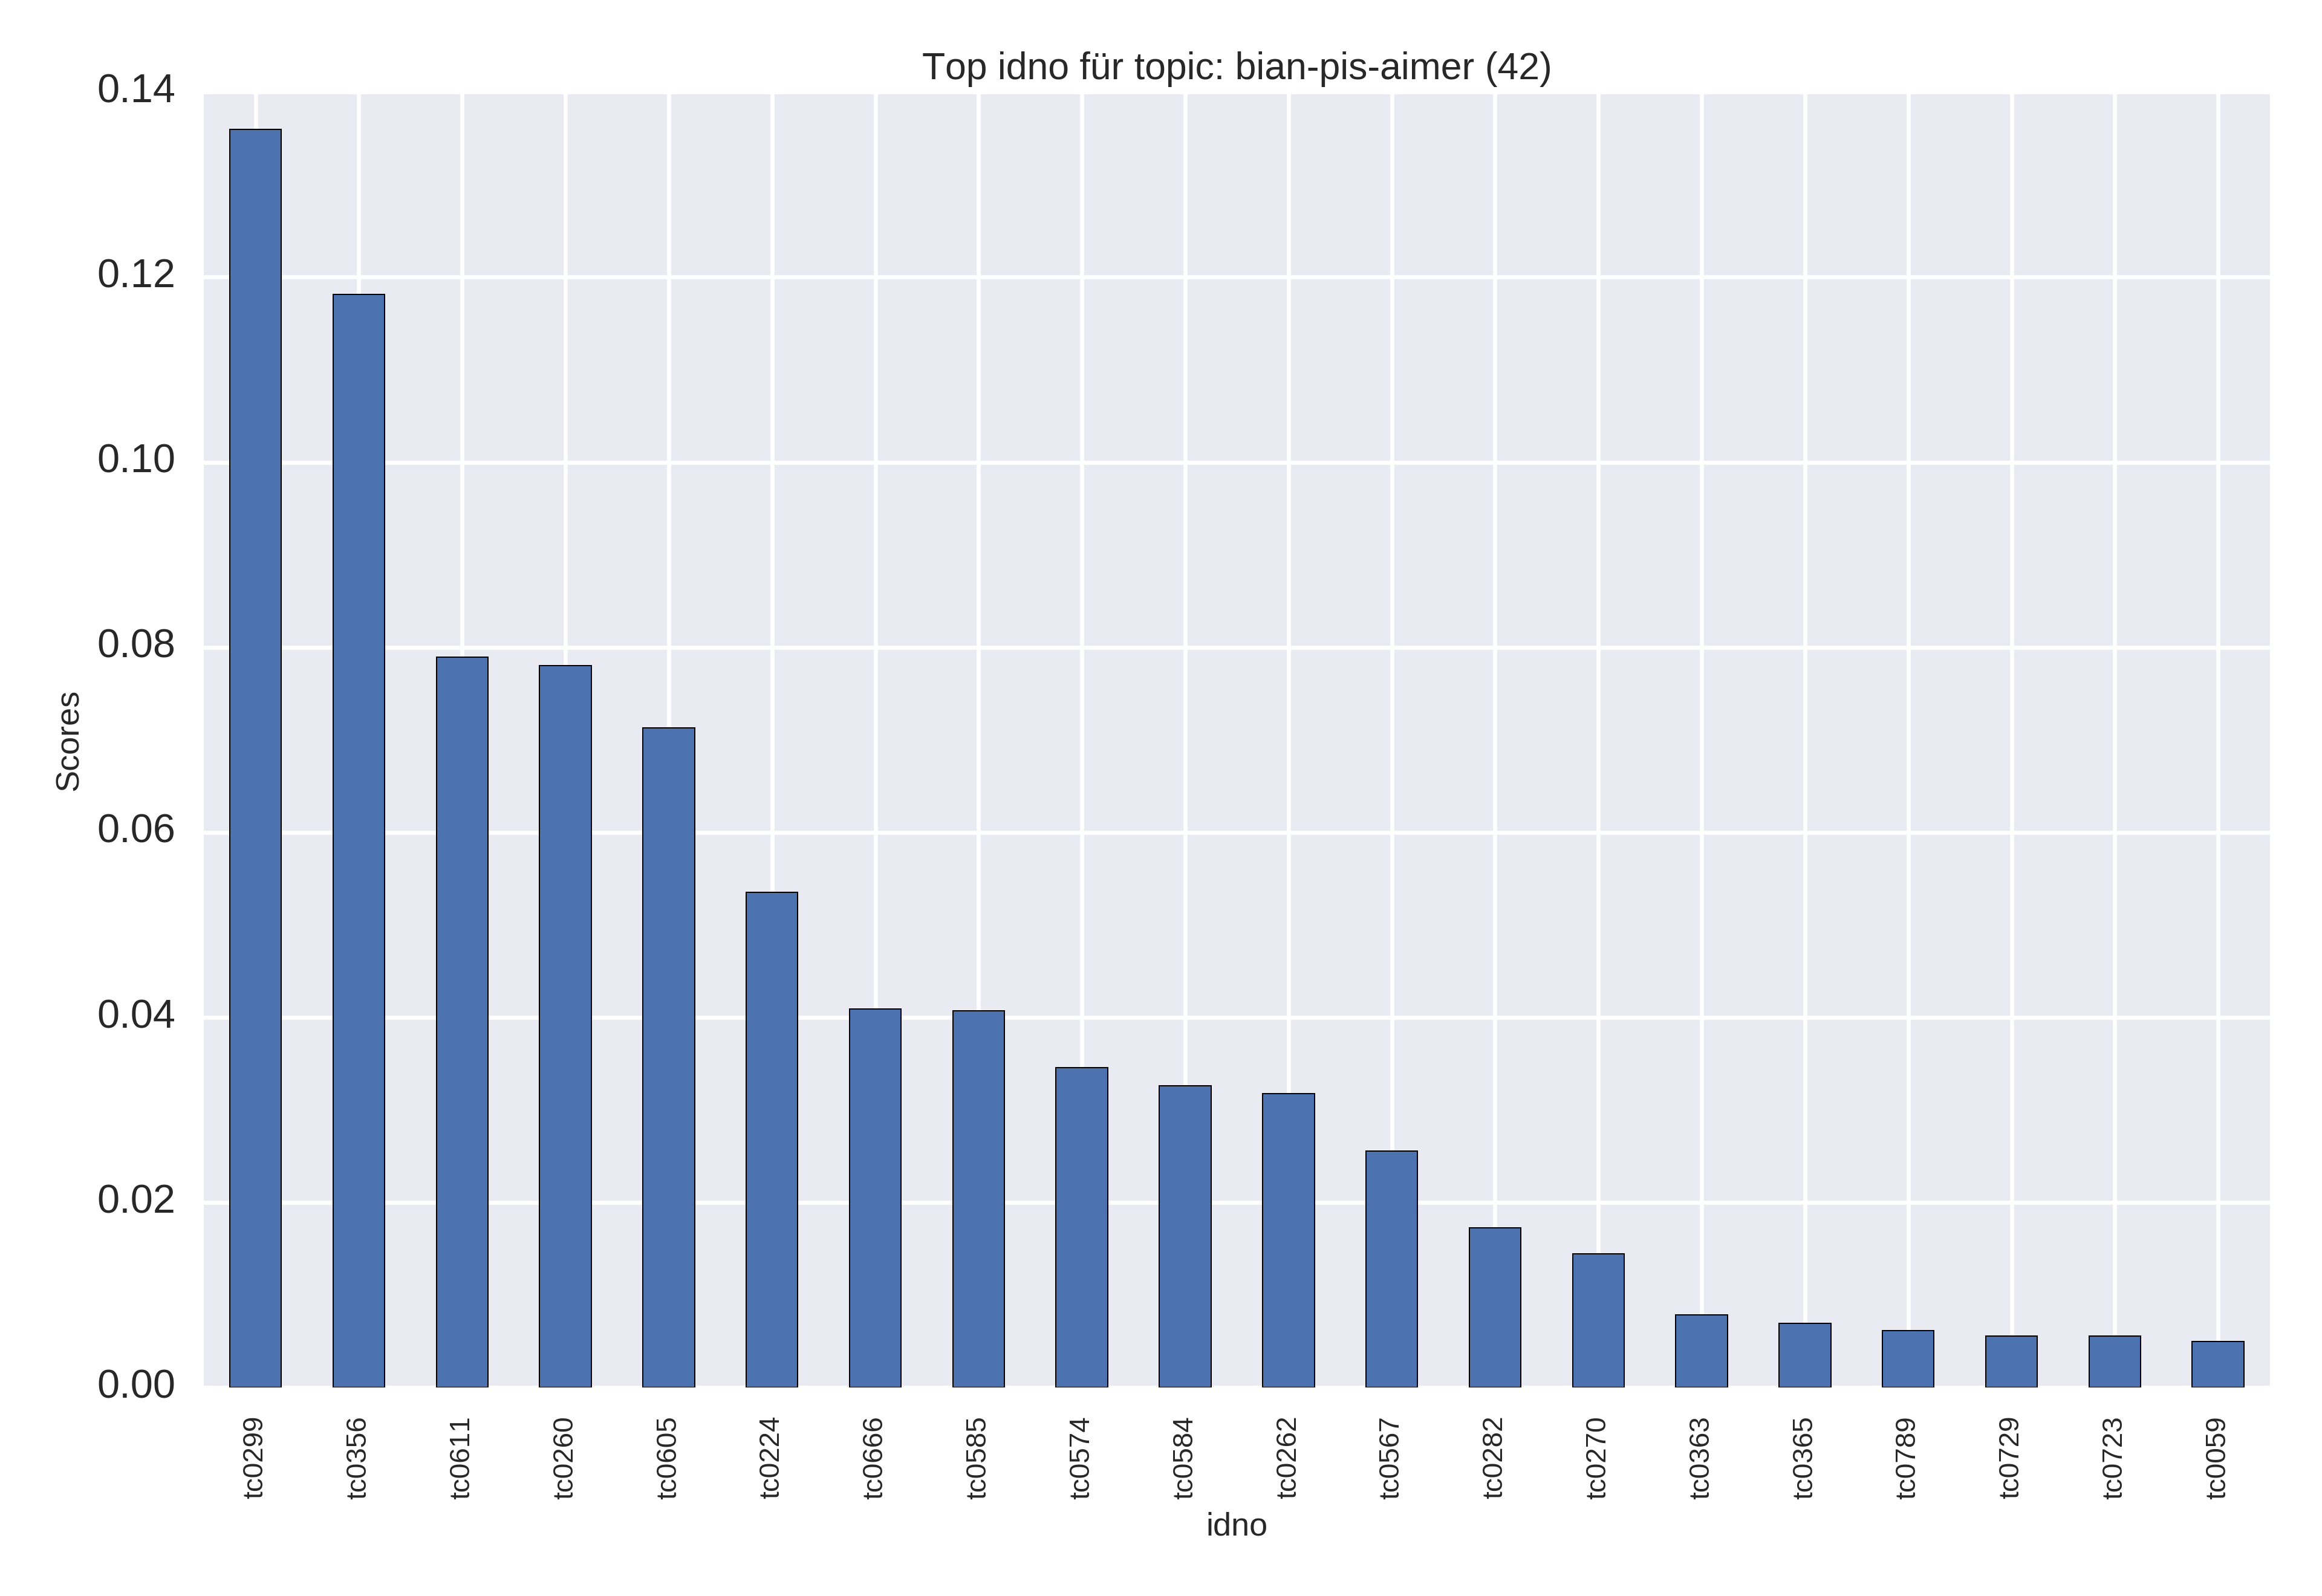 Top idno für topic: bian-pis-aimer (42)
0.14
0.12
0.10
0.08
0.06
0.04
0.02
0.00
Scores
tc0299
tc0356
tc0611
tc0260
tc0605
tc0224
tc0666
tc0585
tc0574
tc0584
tc0262
tc0567
tc0282
tc0270
tc0363
tc0365
tc0789
tc0729
tc0723
tc0059
idno